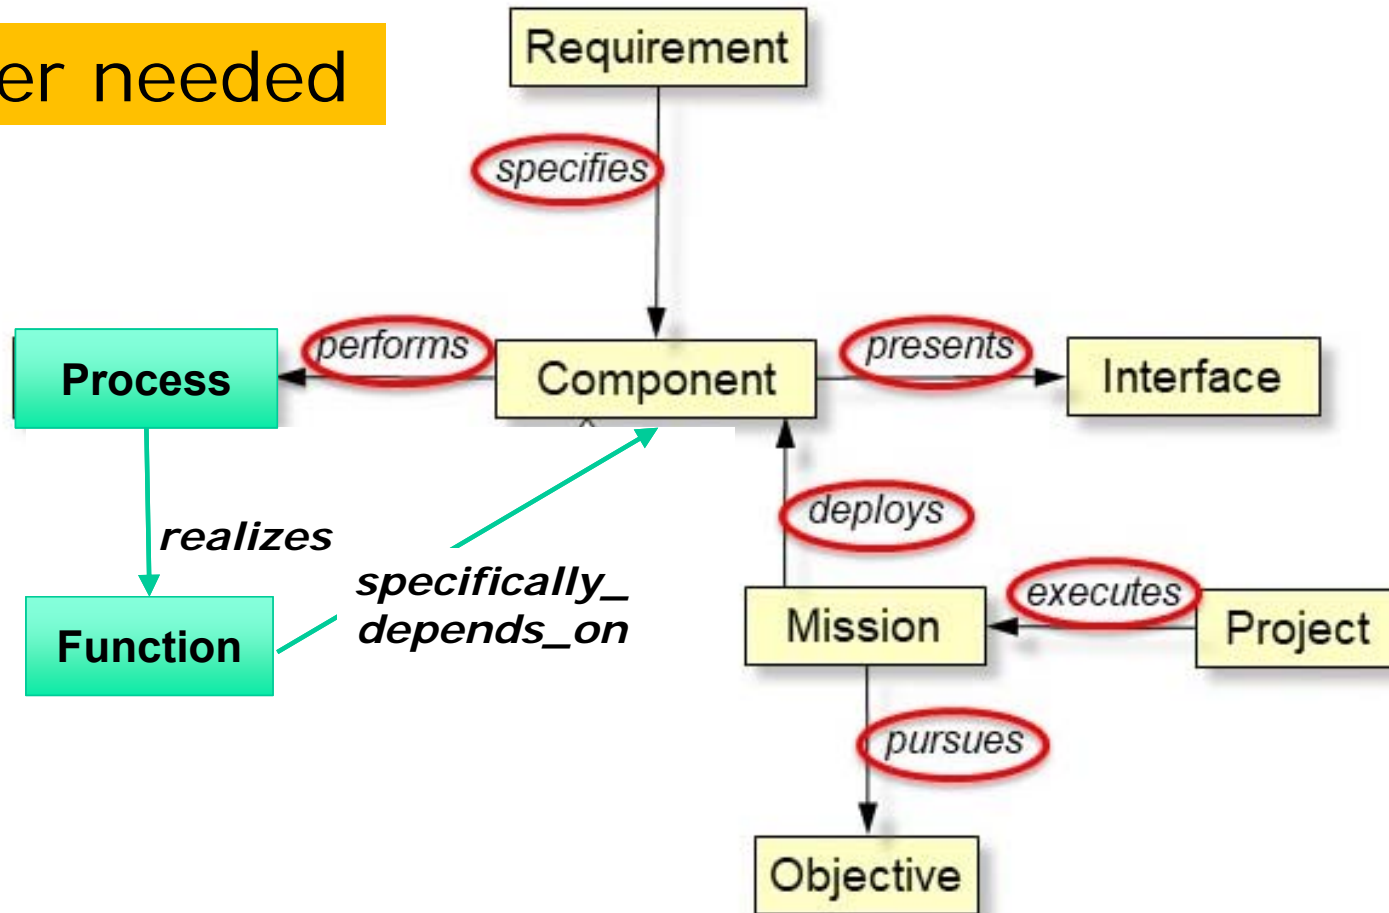 er needed
Requirement
specifies
performs
presents
Process
Component
Interface
realizes
deploys
specifically_
depends_on
executes
Function
Mission
Project
pursues
Objective